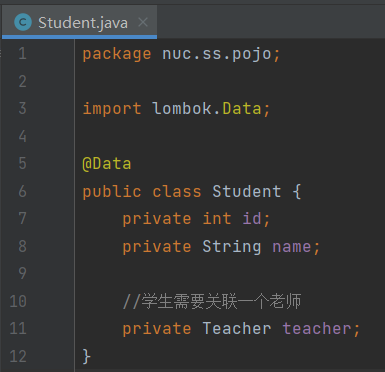 Student.java
1 package nuc.ss.pojo;
2
3 import lombok.Data;
4
5 @Data
6 public class Student {
7 private int id;
8 private String name;
9
10 //学生需要关联一个老师
11 private Teacher teacher;
12 }